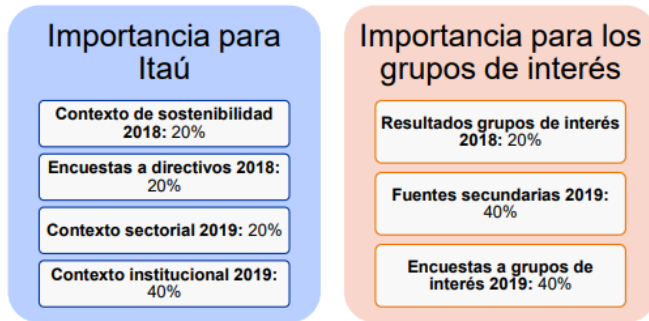 Importancia para
Itaú
Contexto de sostenibilidad
2018: 20%
Encuestas a directivos 2018:
20%
Contexto sectorial 2019: 20%
Contexto institucional 2019:
40%
Importancia para los
grupos de interés
Resultados grupos de interés
2018: 20%
Fuentes secundarias 2019:
40%
Encuestas a grupos de
interés 2019: 40%